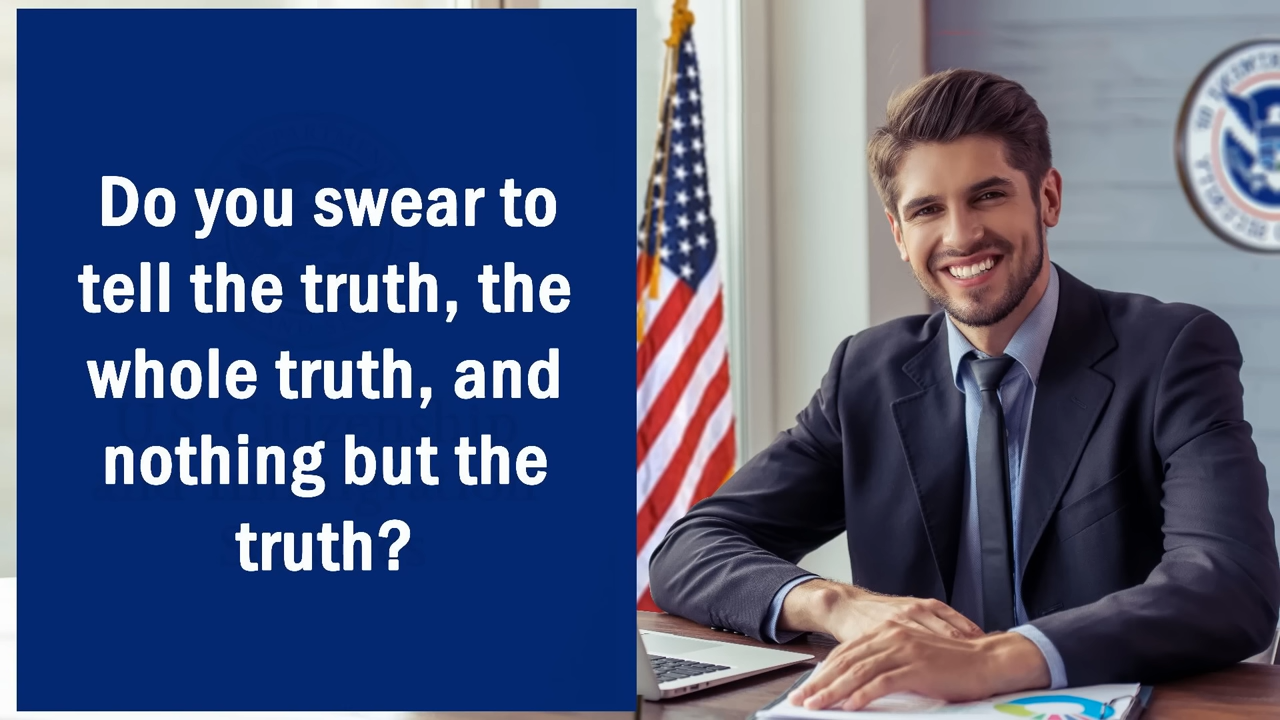 Do you swear to
tell the truth, the
whole truth, and
nothing but the
truth?